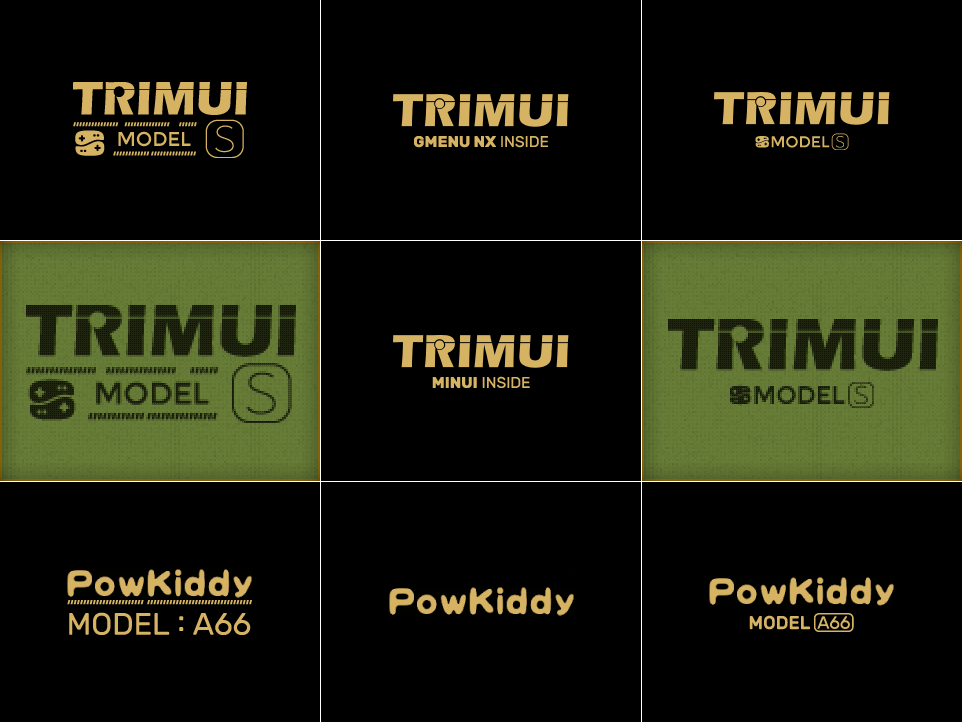 TRIMUI
MODEL S
TRIMUI
GMENU NX INSIDE
TRIMUI
MODEL S
TRIMUI
MODEL S
TRIMUI
MINUI INSIDE
TRIMUI
MODEL S
PowKiddy
MODEL : A66
PowKiddy
PowKiddy
MODEL A66